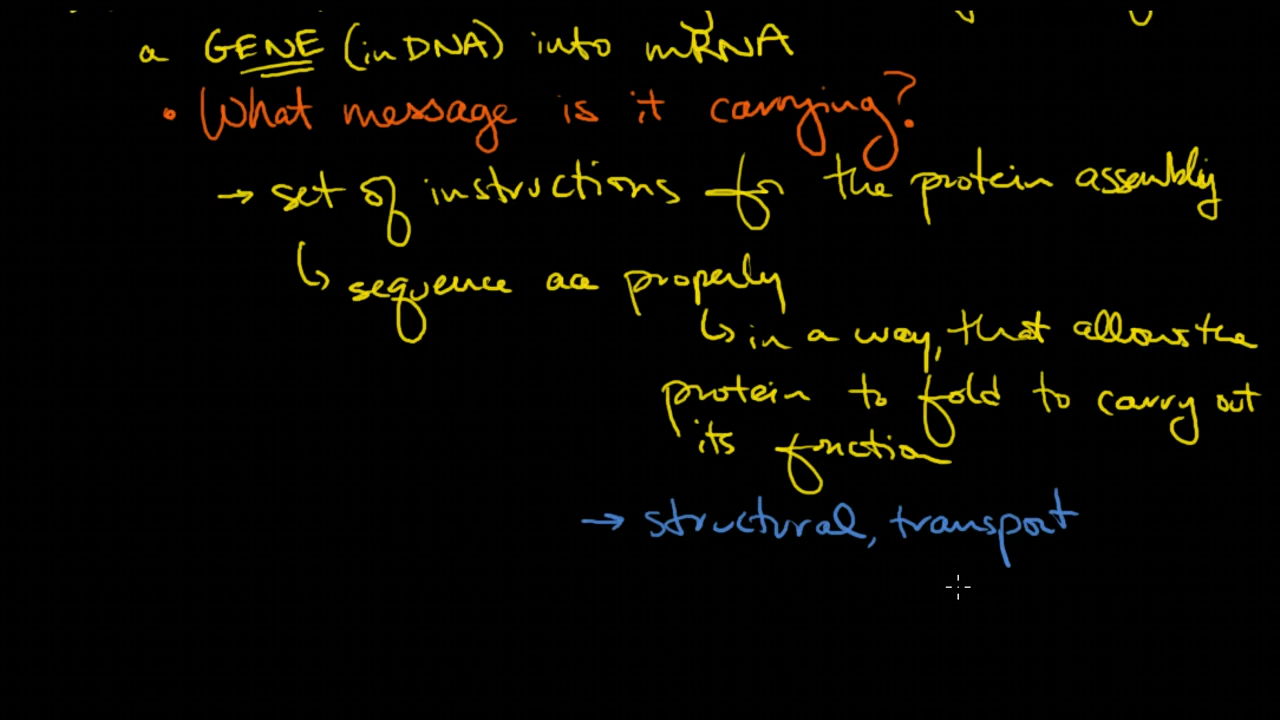 a GENE (in DNA) into mRNA
• What message is it carrying?
→ set of instructions for the protein assembly
↳ sequence aa properly
↳ in a way, that allows the
protein to fold to carry out
its function
→ structural, transport